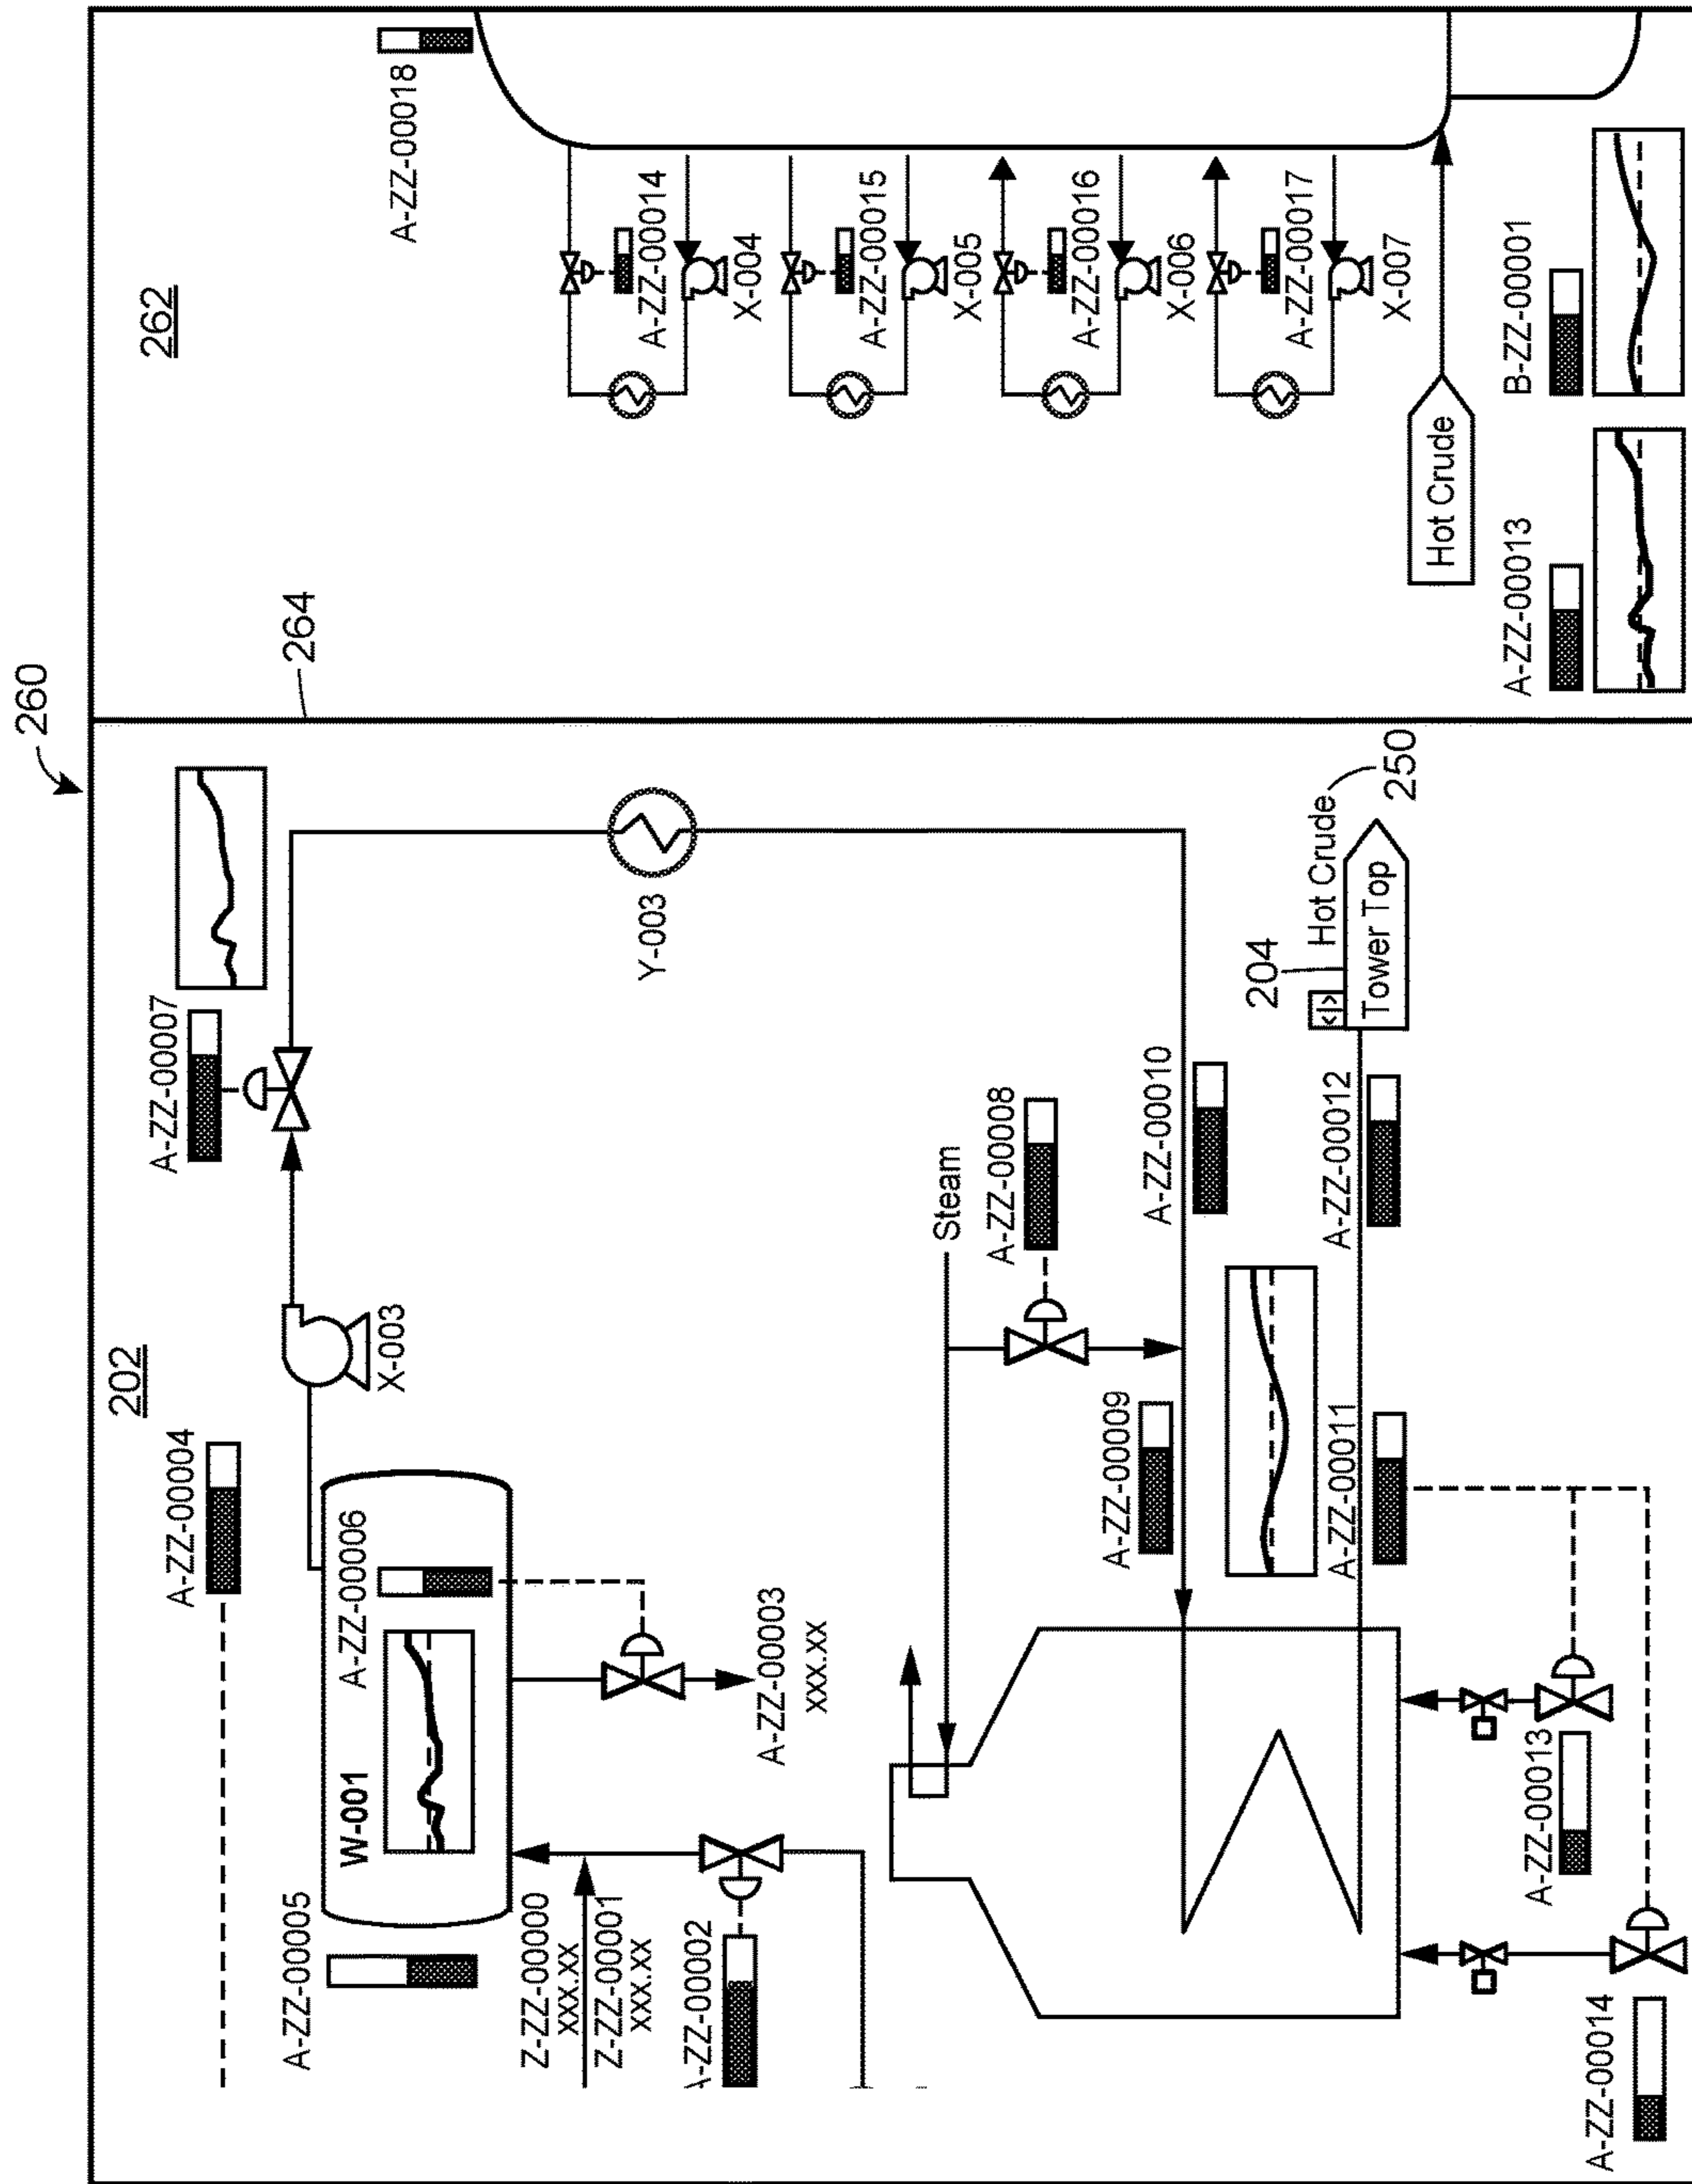 260
202
A-ZZ-00004
A-ZZ-00005
W-001
A-ZZ-00006
X-003
A-ZZ-00007
Z-ZZ-00000
XXX.XX
Z-ZZ-00001
XXX.XX
A-ZZ-00002
A-ZZ-00003
XXX.XX
Y-003
Steam
A-ZZ-00008
A-ZZ-00009
A-ZZ-00010
A-ZZ-00011
A-ZZ-00012
204
Hot Crude
<|>
Tower Top
250
A-ZZ-00013
A-ZZ-00014
264
262
A-ZZ-00018
A-ZZ-00014
X-004
A-ZZ-00015
X-005
A-ZZ-00016
X-006
A-ZZ-00017
X-007
Hot Crude
A-ZZ-00013
B-ZZ-00001